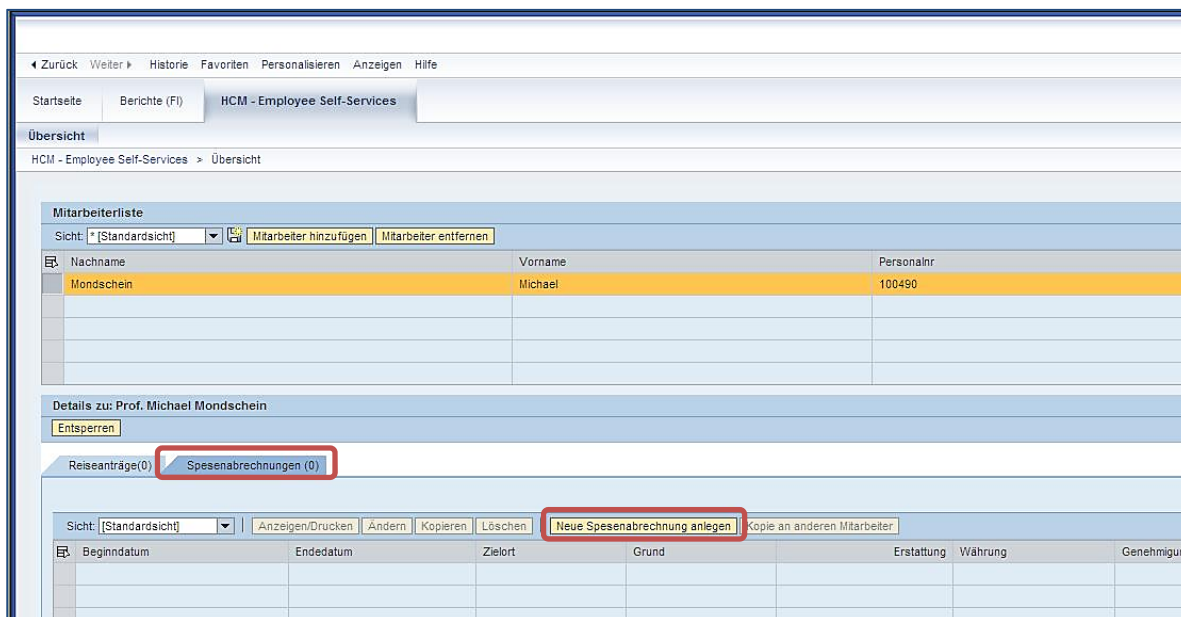 Zurück Weiter Historie Favoriten Personalisieren Anzeigen Hilfe
Startseite Berichte (FI) HCM - Employee Self-Services
Übersicht
HCM - Employee Self-Services > Übersicht
Mitarbeiterliste
Sicht: * [Standardsicht] Mitarbeiter hinzufügen Mitarbeiter entfernen
Nachname Vorname Personalnr
Mondschein Michael 100490
Details zu: Prof. Michael Mondschein
Entsperren
Reiseanträge(0) Spesenabrechnungen (0)
Sicht: [Standardsicht] Anzeigen/Drucken Ändern Kopieren Löschen Neue Spesenabrechnung anlegen Kopie an anderen Mitarbeiter
Beginndatum Endedatum Zielort Grund Erstattung Währung Genehmigu